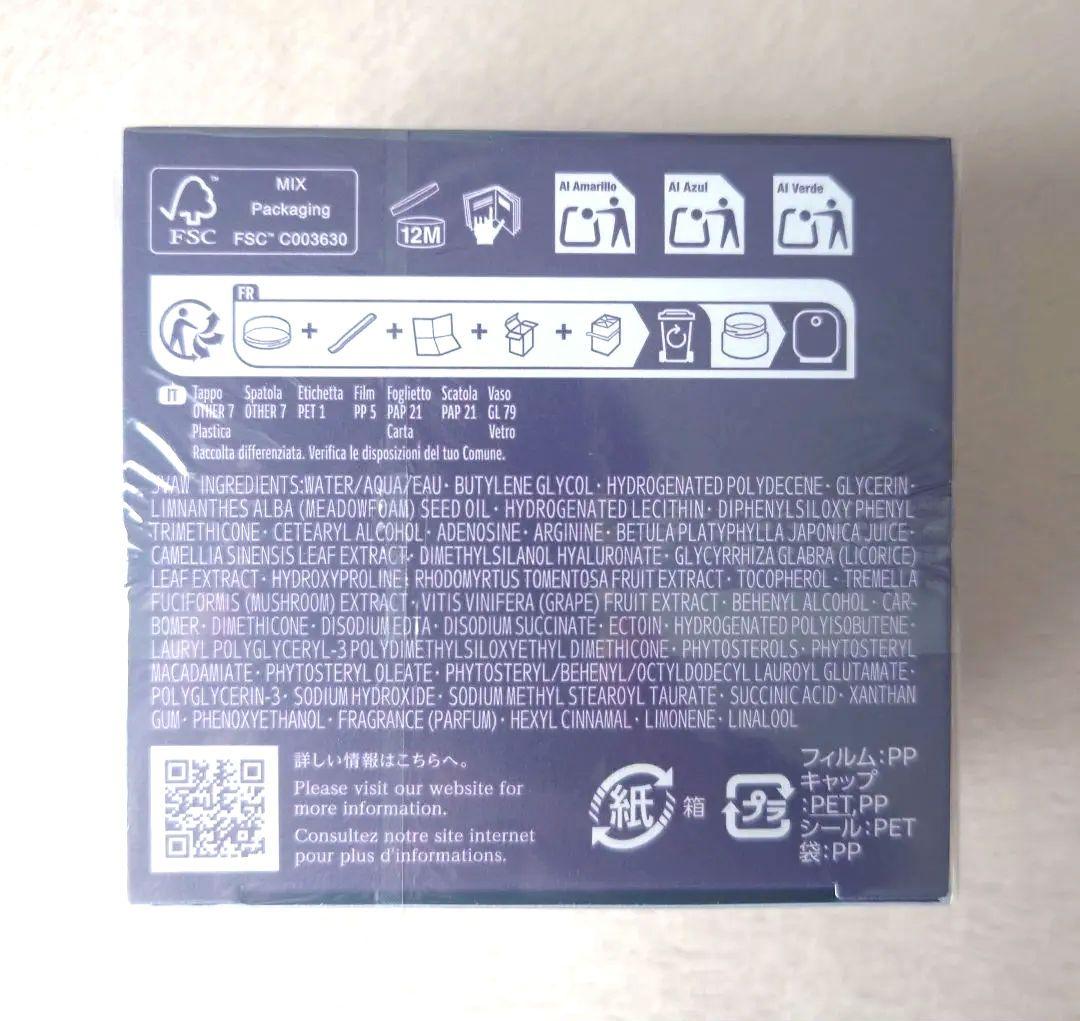 MIX
Packaging
FSC™ C003630
FSC
12M
Al Amarillo
Al Azul
Al Verde
FR
IT
Tappo Spatola Etichetta Film Foglietto Scatola Vaso
OTHER 7 OTHER 7 PET 1 PP 5 PAP 21 PAP 21 GL 79
Plastica Carta Vetro
Raccolta differenziata. Verifica le disposizioni del tuo Comune.
INGREDIENTS:WATER/AQUA/EAU· BUTYLENE GLYCOL· HYDROGENATED POLYDECENE· GLYCERIN·
LIMNANTHES ALBA (MEADOWFOAM) SEED OIL· HYDROGENATED LECITHIN· DIPHENYLSILOXY PHENYL
TRIMETHICONE· CETEARYL ALCOHOL· ADENOSINE· ARGININE· BETULA PLATYPHYLLA JAPONICA JUICE·
CAMELLIA SINENSIS LEAF EXTRACT· DIMETHYLSILANOL HYALURONATE· GLYCYRRHIZA GLABRA (LICORICE)
LEAF EXTRACT· HYDROXYPROLINE· RHODOMYRTUS TOMENTOSA FRUIT EXTRACT· TOCOPHEROL· TREMELLA
FUCIFORMIS (MUSHROOM) EXTRACT· VITIS VINIFERA (GRAPE) FRUIT EXTRACT· BEHENYL ALCOHOL· CAR-
BOMER· DIMETHICONE· DISODIUM EDTA· DISODIUM SUCCINATE· ECTOIN· HYDROGENATED POLYISOBUTENE·
LAURYL POLYGLYCERYL-3 POLYDIMETHYLSILOXYETHYL DIMETHICONE· PHYTOSTEROLS· PHYTOSTERYL
MACADAMIATE· PHYTOSTERYL OLEATE· PHYTOSTERYL/BEHENYL/OCTYLDODECYL LAUROYL GLUTAMATE·
POLYGLYCERIN-3· SODIUM HYDROXIDE· SODIUM METHYL STEAROYL TAURATE· SUCCINIC ACID· XANTHAN
GUM· PHENOXYETHANOL· FRAGRANCE (PARFUM)· HEXYL CINNAMAL· LIMONENE· LINALOOL
詳しい情報はこちらへ。
Please visit our website for
more information.
Consultez notre site internet
pour plus d'informations.
紙 箱
プラ
フィルム:PP
キャップ
:PET,PP
シール:PET
袋:PP